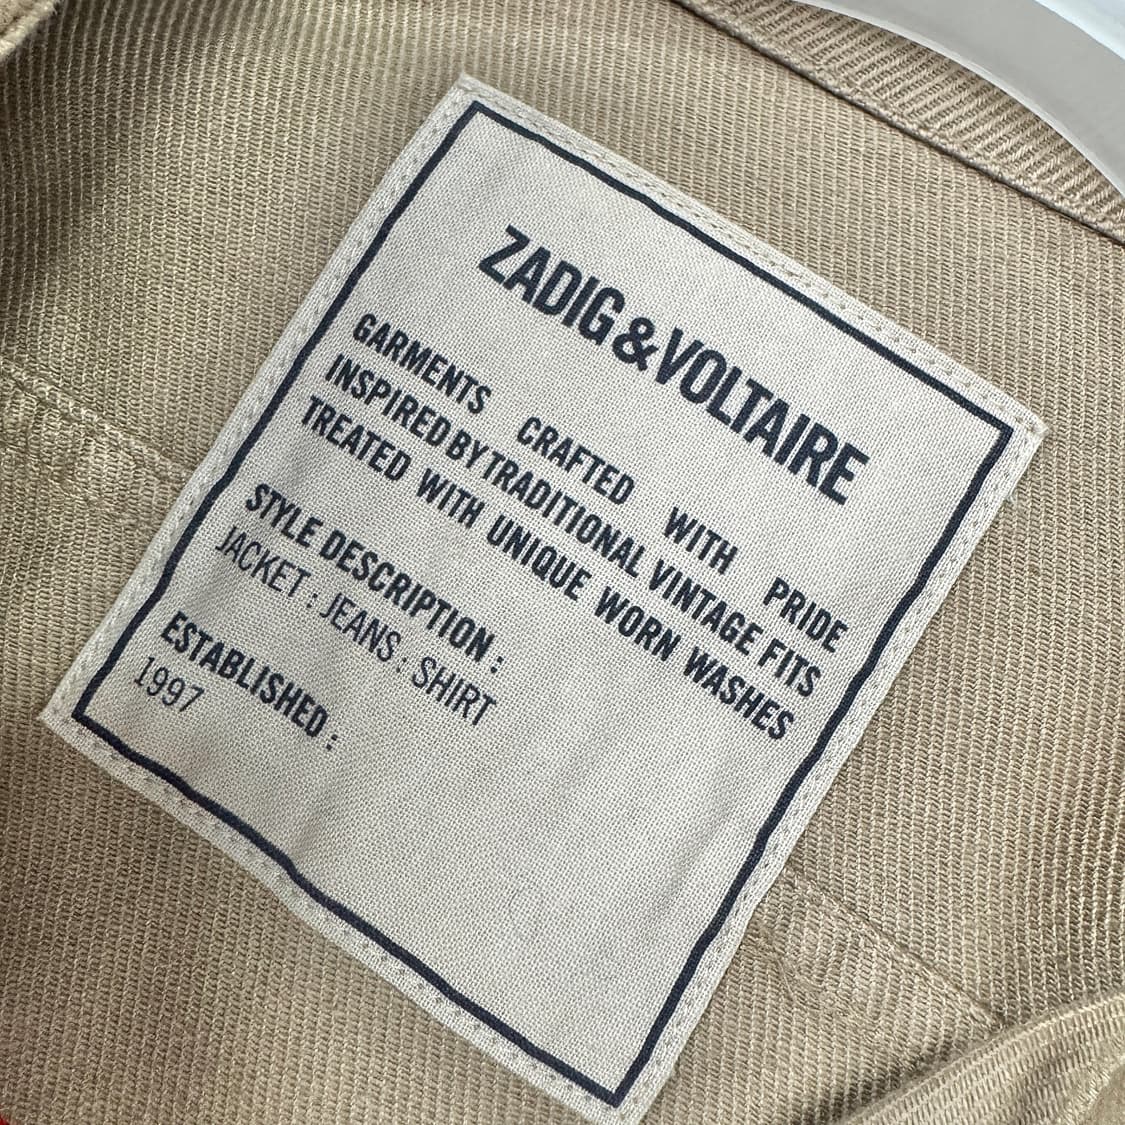 ZADIG&VOLTAIRE
GARMENTS CRAFTED WITH PRIDE
INSPIRED BY TRADITIONAL VINTAGE FITS
TREATED WITH UNIQUE WORN WASHES
STYLE DESCRIPTION :
JACKET : JEANS : SHIRT
ESTABLISHED :
1997